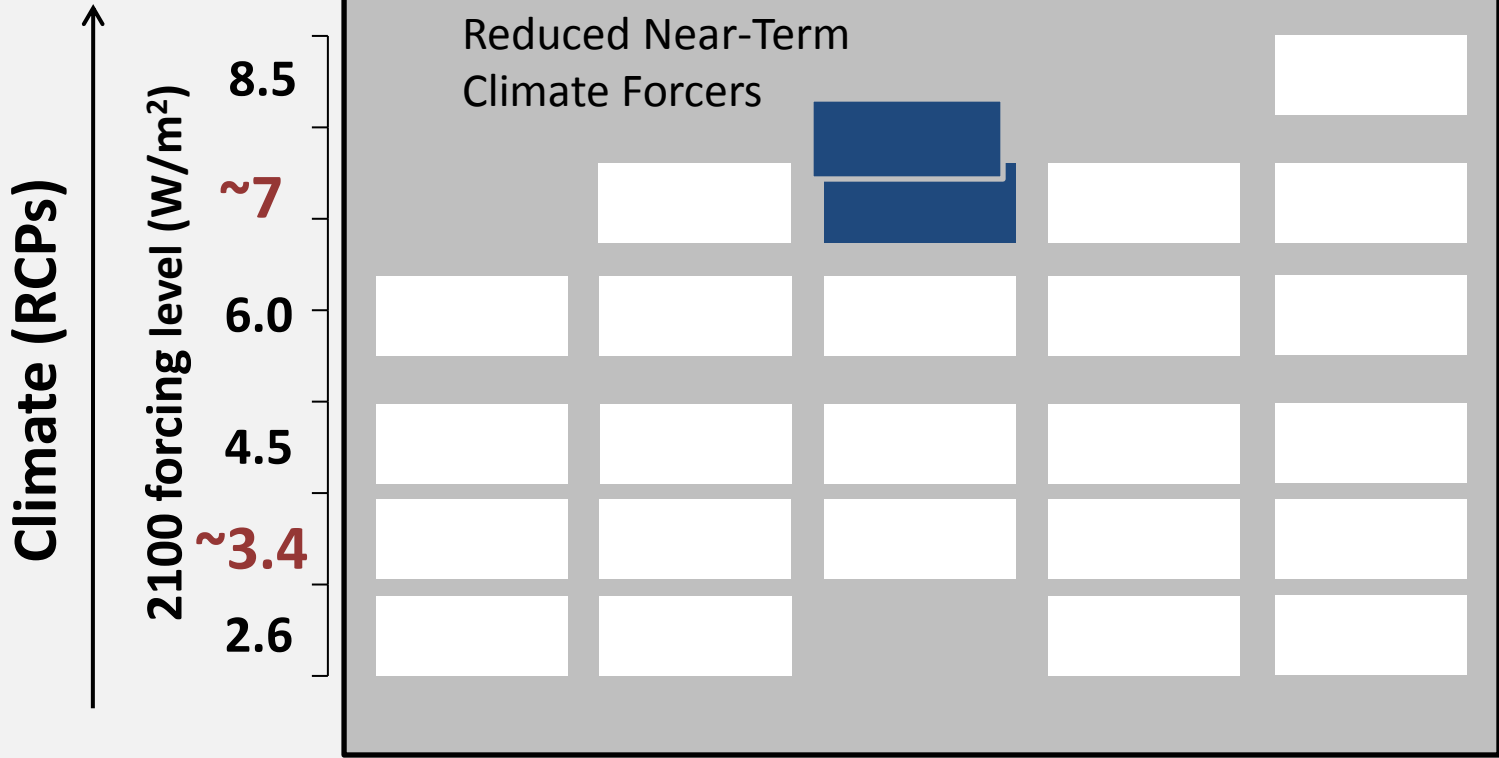 Climate (RCPs)
2100 forcing level (W/m²)
8.5
~7
6.0
4.5
~3.4
2.6
Reduced Near-Term
Climate Forcers